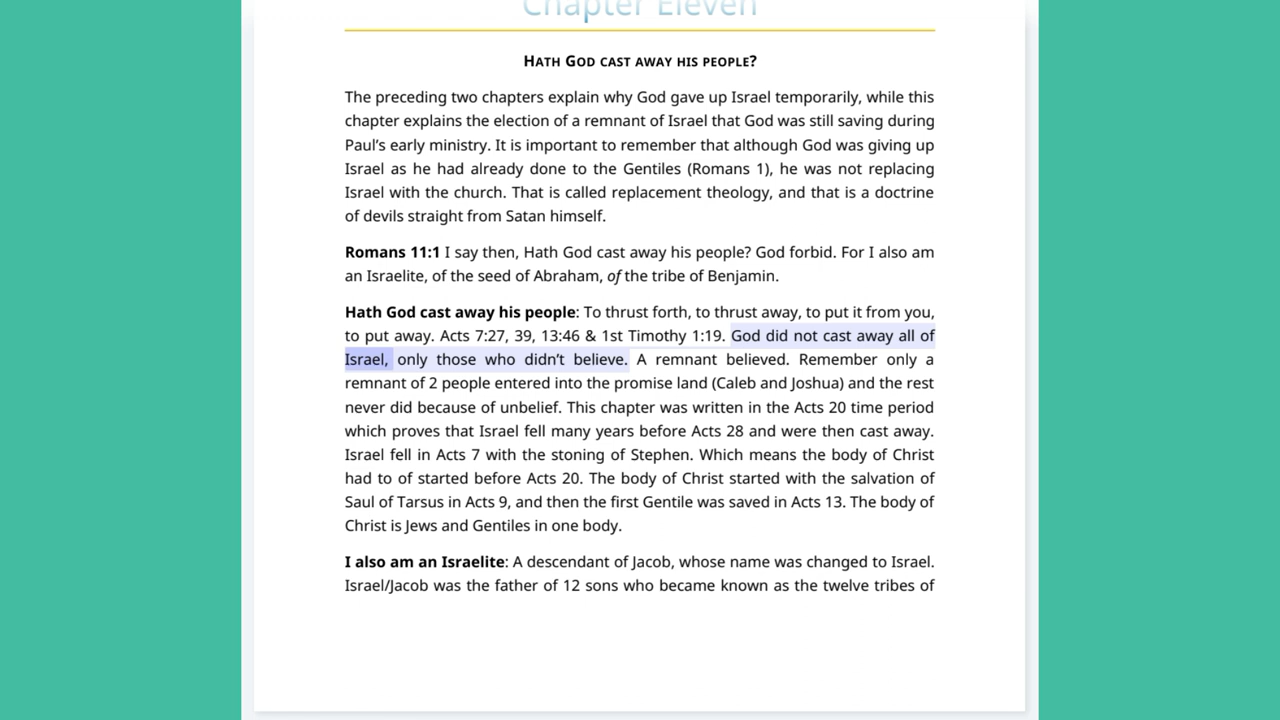 Chapter Eleven
HATH GOD CAST AWAY HIS PEOPLE?
The preceding two chapters explain why God gave up Israel temporarily, while this
chapter explains the election of a remnant of Israel that God was still saving during
Paul's early ministry. It is important to remember that although God was giving up
Israel as he had already done to the Gentiles (Romans 1), he was not replacing
Israel with the church. That is called replacement theology, and that is a doctrine
of devils straight from Satan himself.
Romans 11:1 I say then, Hath God cast away his people? God forbid. For I also am
an Israelite, of the seed of Abraham, of the tribe of Benjamin.
Hath God cast away his people: To thrust forth, to thrust away, to put it from you,
to put away. Acts 7:27, 39, 13:46 & 1st Timothy 1:19. God did not cast away all of
Israel, only those who didn't believe. A remnant believed. Remember only a
remnant of 2 people entered into the promise land (Caleb and Joshua) and the rest
never did because of unbelief. This chapter was written in the Acts 20 time period
which proves that Israel fell many years before Acts 28 and were then cast away.
Israel fell in Acts 7 with the stoning of Stephen. Which means the body of Christ
had to of started before Acts 20. The body of Christ started with the salvation of
Saul of Tarsus in Acts 9, and then the first Gentile was saved in Acts 13. The body of
Christ is Jews and Gentiles in one body.
I also am an Israelite: A descendant of Jacob, whose name was changed to Israel.
Israel/Jacob was the father of 12 sons who became known as the twelve tribes of